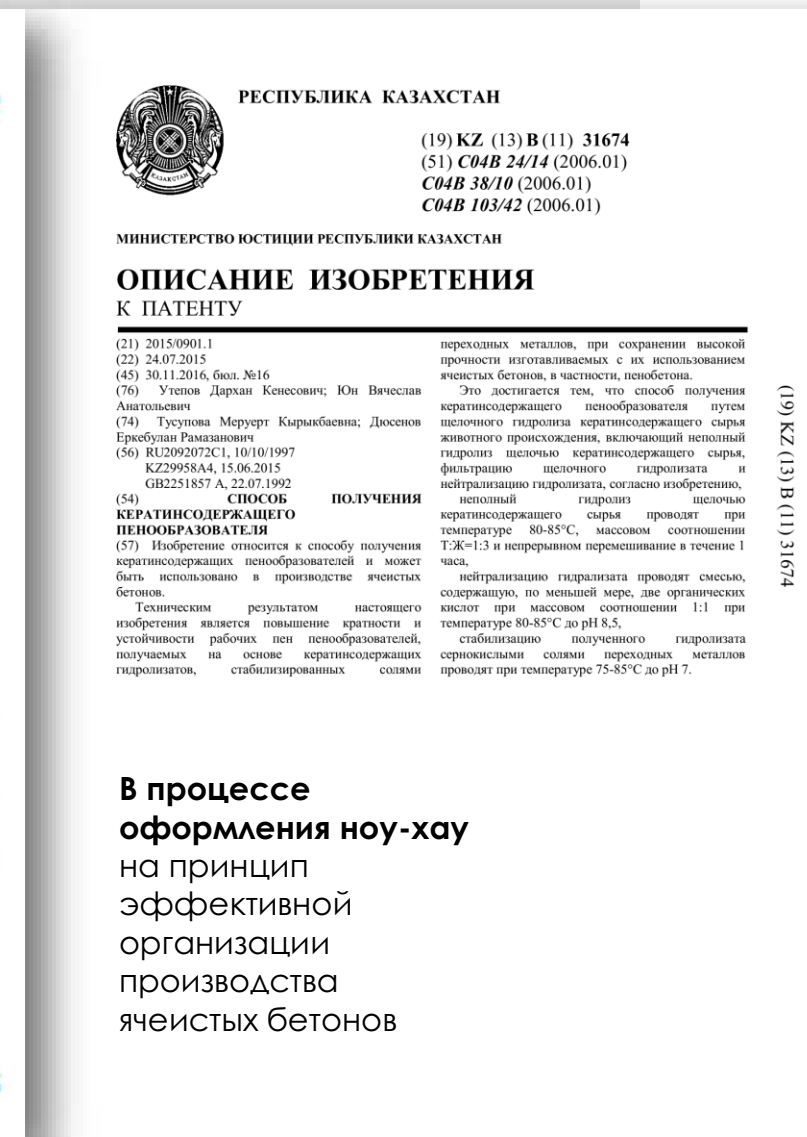 РЕСПУБЛИКА КАЗАХСТАН
ҚАЗАҚСТАН
(19) KZ (13) B (11) 31674
(51) C04B 24/14 (2006.01)
C04B 38/10 (2006.01)
C04B 103/42 (2006.01)
МИНИСТЕРСТВО ЮСТИЦИИ РЕСПУБЛИКИ КАЗАХСТАН
ОПИСАНИЕ ИЗОБРЕТЕНИЯ
К ПАТЕНТУ
(21) 2015/0901.1
(22) 24.07.2015
(45) 30.11.2016, бюл. №16
(76) Утепов Дархан Кенесович; Юн Вячеслав
Анатольевич
(74) Тусупова Меруерт Кырыкбаевна; Дюсенов
Еркебулан Рамазанович
(56) RU2092072C1, 10/10/1997
KZ29958A4, 15.06.2015
GB2251857 A, 22.07.1992
(54) СПОСОБ ПОЛУЧЕНИЯ
КЕРАТИНСОДЕРЖАЩЕГО
ПЕНООБРАЗОВАТЕЛЯ
(57) Изобретение относится к способу получения
кератинсодержащих пенообразователей и может
быть использовано в производстве ячеистых
бетонов.
Техническим результатом настоящего
изобретения является повышение кратности и
устойчивости рабочих пен пенообразователей,
получаемых на основе кератинсодержащих
гидролизатов, стабилизированных солями
переходных металлов, при сохранении высокой
прочности изготавливаемых с их использованием
ячеистых бетонов, в частности, пенобетона.
Это достигается тем, что способ получения
кератинсодержащего пенообразователя путем
щелочного гидролиза кератинсодержащего сырья
животного происхождения, включающий неполный
гидролиз щелочью кератинсодержащего сырья,
фильтрацию щелочного гидролизата и
нейтрализацию гидролизата, согласно изобретению,
неполный гидролиз щелочью
кератинсодержащего сырья проводят при
температуре 80-85°С, массовом соотношении
Т:Ж=1:3 и непрерывном перемешивание в течение 1
часа,
нейтрализацию гидрализата проводят смесью,
содержащую, по меньшей мере, две органических
кислот при массовом соотношении 1:1 при
температуре 80-85°С до рН 8,5,
стабилизацию полученного гидролизата
сернокислыми солями переходных металлов
проводят при температуре 75-85°С до рН 7.
(19) KZ (13) B (11) 31674
В процессе
оформления ноу-хау
на принцип
эффективной
организации
производства
ячеистых бетонов